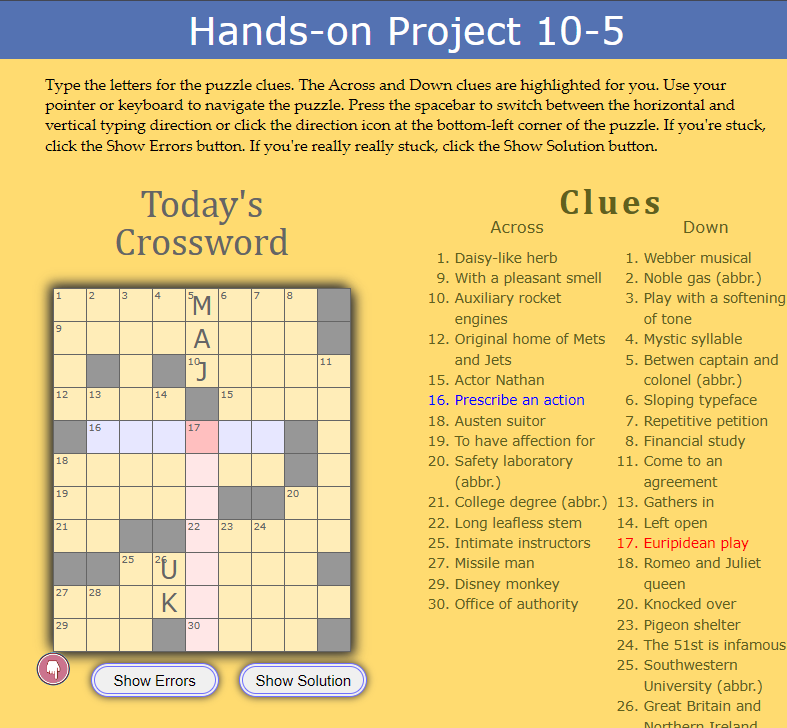 Hands-on Project 10-5
Type the letters for the puzzle clues. The Across and Down clues are highlighted for you. Use your
pointer or keyboard to navigate the puzzle. Press the spacebar to switch between the horizontal and
vertical typing direction or click the direction icon at the bottom-left corner of the puzzle. If you're stuck,
click the Show Errors button. If you're really really stuck, click the Show Solution button.
Today's
Crossword
1 2 3 4 5 M 6 7 8
9 A
10 J 11
12 13 14 15
16 17
18
19 20
21 22 23 24
25 26 U
27 28 K
29 30
Show Errors
Show Solution
Clues
Across
1. Daisy-like herb
9. With a pleasant smell
10. Auxiliary rocket
engines
12. Original home of Mets
and Jets
15. Actor Nathan
16. Prescribe an action
18. Austen suitor
19. To have affection for
20. Safety laboratory
(abbr.)
21. College degree (abbr.)
22. Long leafless stem
25. Intimate instructors
27. Missile man
29. Disney monkey
30. Office of authority
Down
1. Webber musical
2. Noble gas (abbr.)
3. Play with a softening
of tone
4. Mystic syllable
5. Betwen captain and
colonel (abbr.)
6. Sloping typeface
7. Repetitive petition
8. Financial study
11. Come to an
agreement
13. Gathers in
14. Left open
17. Euripidean play
18. Romeo and Juliet
queen
20. Knocked over
23. Pigeon shelter
24. The 51st is infamous
25. Southwestern
University (abbr.)
26. Great Britain and
Northern Ireland